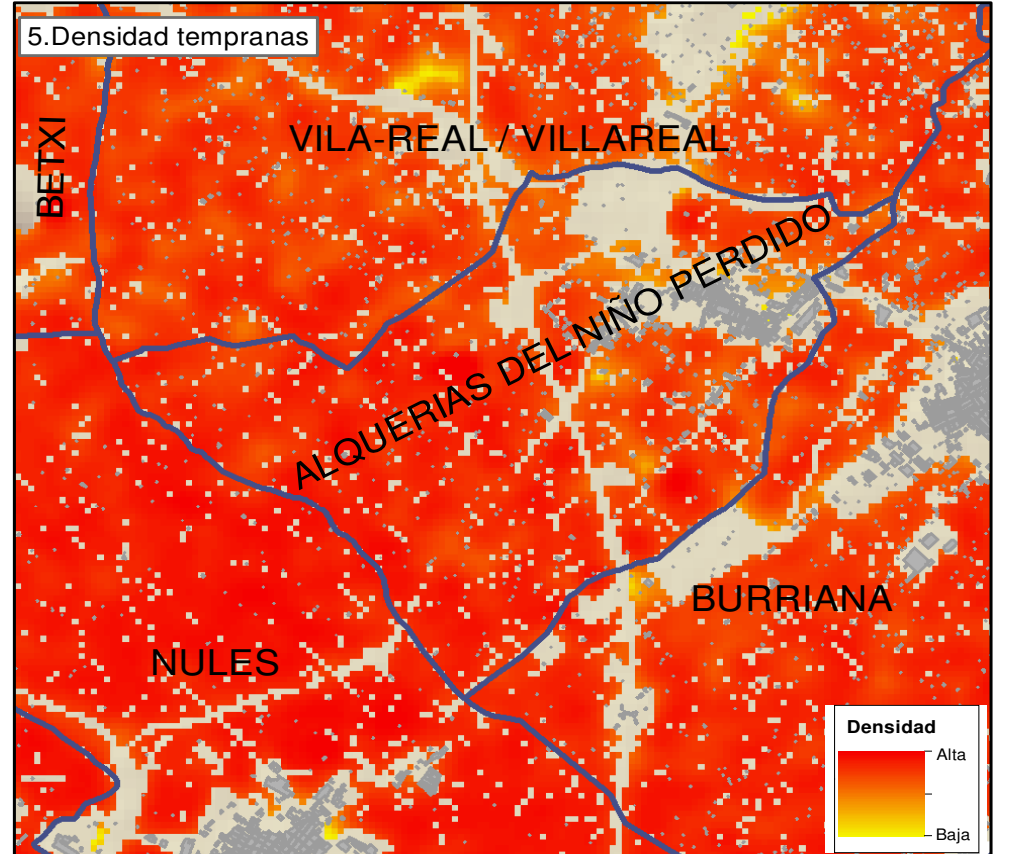 5.Densidad tempranas
VILA-REAL / VILLAREAL
BETXI
ALQUERIAS DEL NIÑO PERDIDO
BURRIANA
NULES
Densidad
Alta
Baja